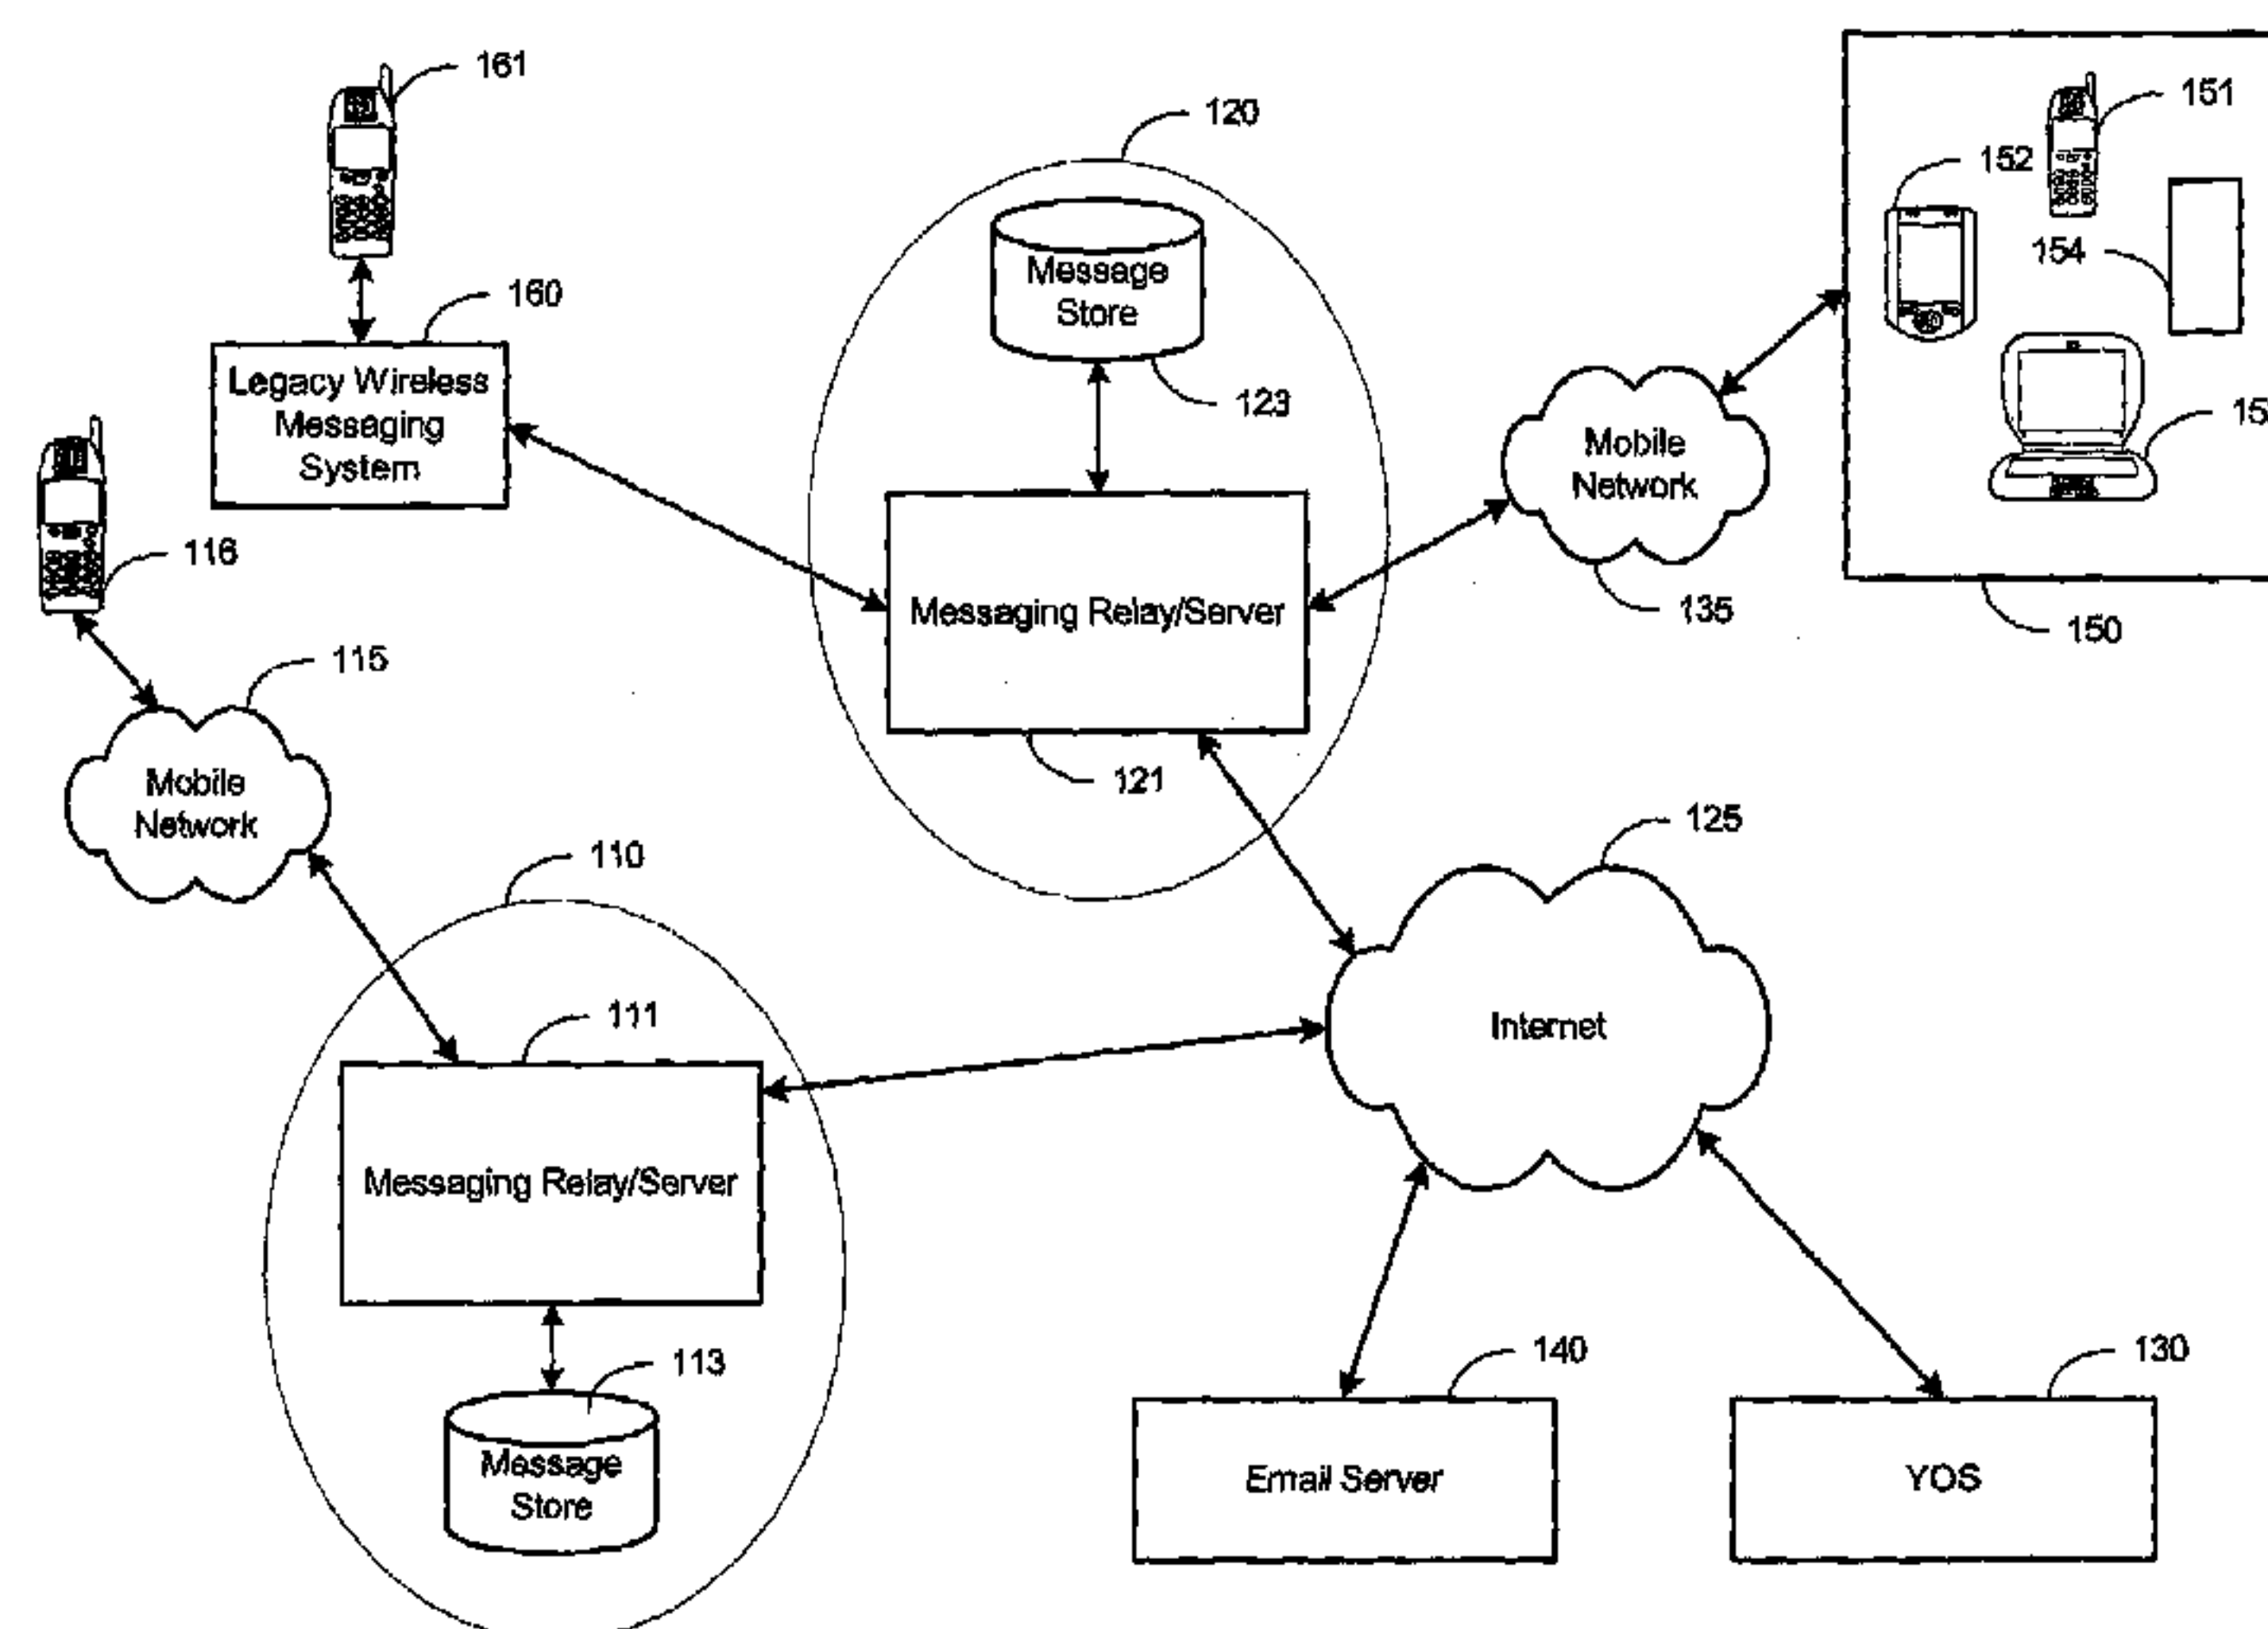 161
120
151
152
Message
Store
154
160
Legacy Wireless
Messaging
System
123
Mobile
Network
116
Messaging Relay/Server
135
150
115
121
Mobile
Network
125
110
111
Internet
Messaging Relay/Server
113
140
130
Message
Store
Email Server
YOS